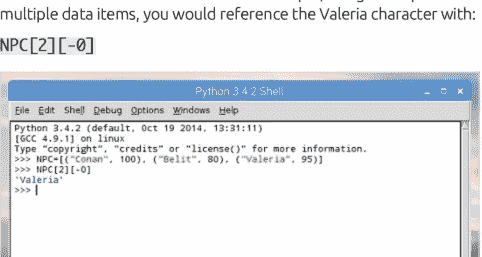 multiple data items, you would reference the Valeria character with:
NPC[2][-0]
Python 3.4.2 Shell
File Edit Shell Debug Options Windows Help
Python 3.4.2 (default, Oct 19 2014, 13:31:11)
[GCC 4.9.1] on linux
Type "copyright", "credits" or "license()" for more information.
>>> NPC=[("Conan", 100), ("Belit", 80), ("Valeria", 95)]
>>> NPC[2][-0]
'Valeria'
>>>